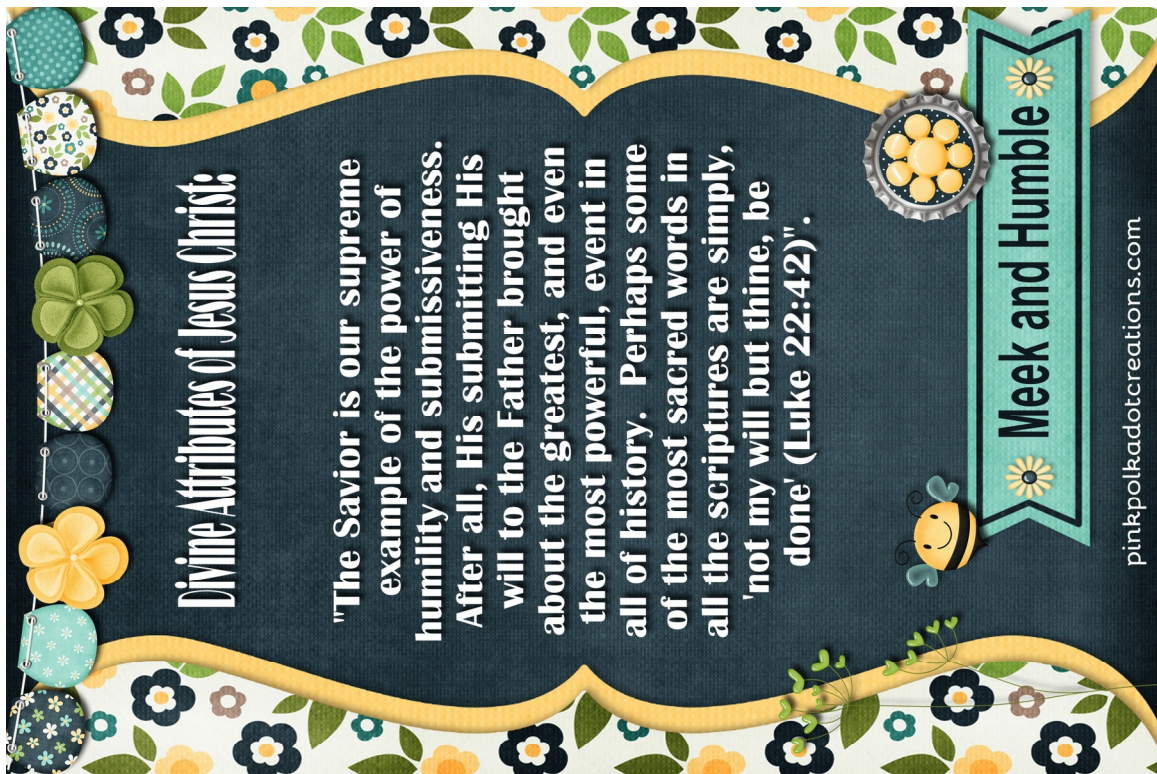 Divine Attributes of Jesus Christ:
"The Savior is our supreme
example of the power of
humility and submissiveness.
After all, His submitting His
will to the Father brought
about the greatest, and even
the most powerful, event in
all of history.  Perhaps some
of the most sacred words in
all the scriptures are simply,
'not my will but thine, be
done' (Luke 22:42)".
Meek and Humble
pinkpolkadotcreations.com